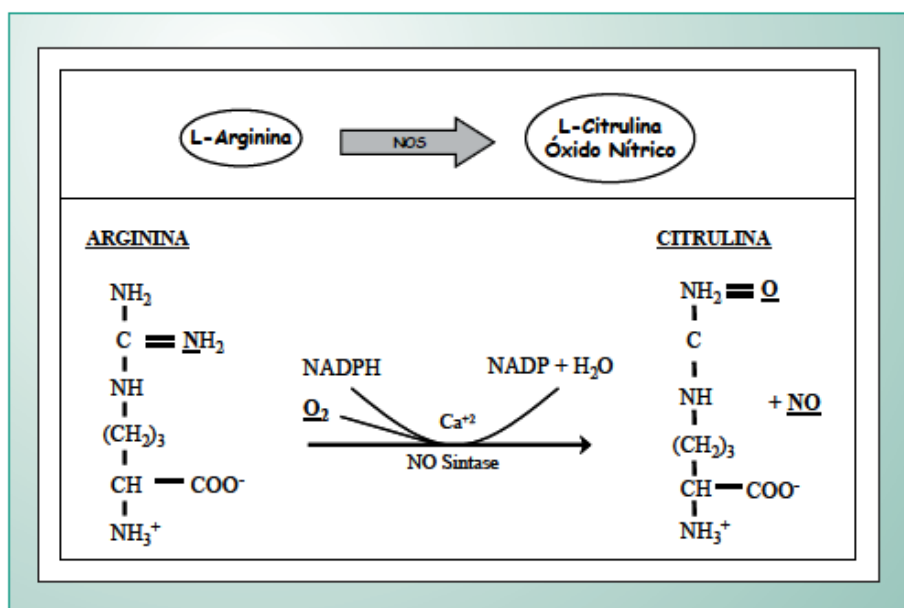 L-Arginina
NOS
L-Citrulina
Óxido Nítrico
ARGININA
NH₂
C = NH₂
NH
(CH₂)₃
CH — COO⁻
NH₃⁺
NADPH
O₂
Ca⁺²
NADP + H₂O
NO Sintase
CITRULINA
NH₂ = O
C
NH
+ NO
(CH₂)₃
CH — COO⁻
NH₃⁺